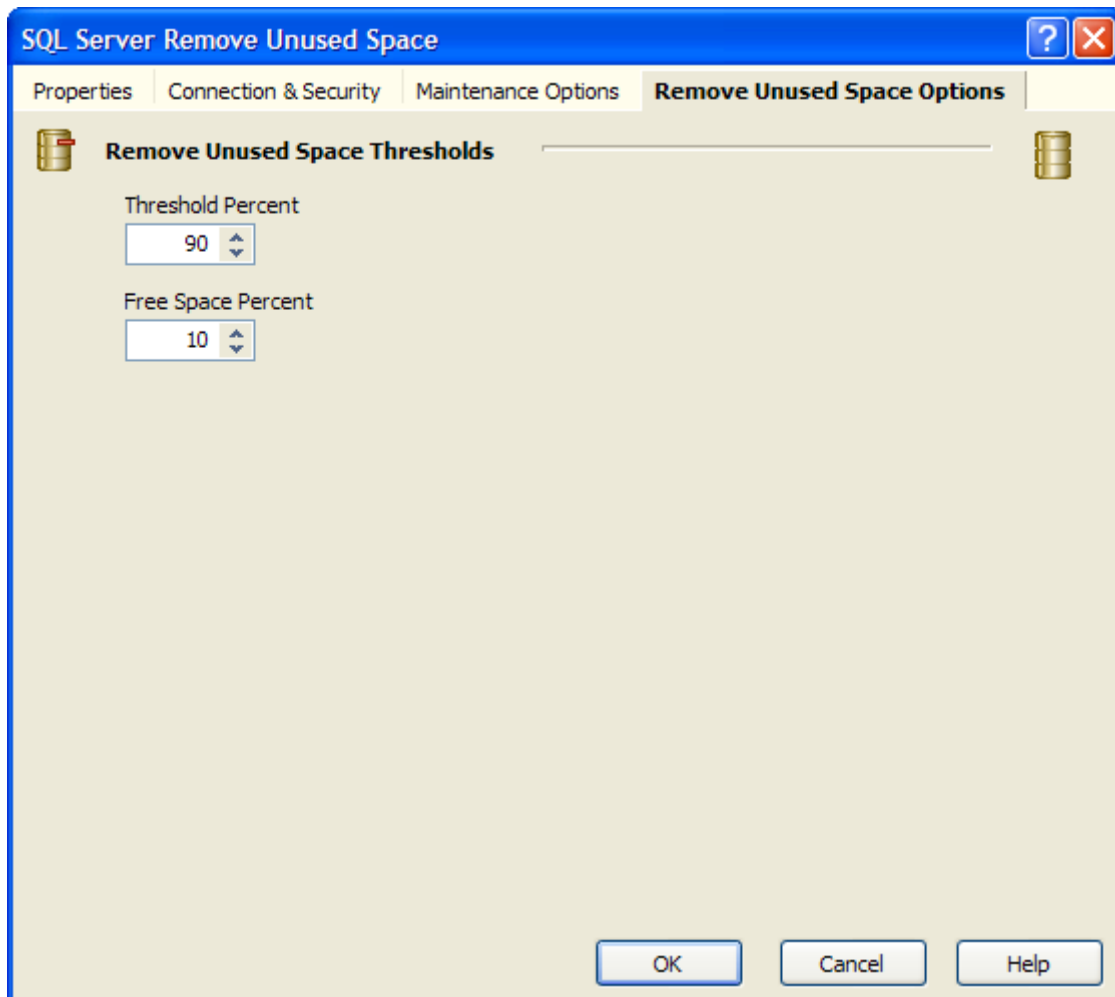 SQL Server Remove Unused Space
Properties Connection & Security Maintenance Options Remove Unused Space Options
Remove Unused Space Thresholds
Threshold Percent
90
Free Space Percent
10
OK Cancel Help